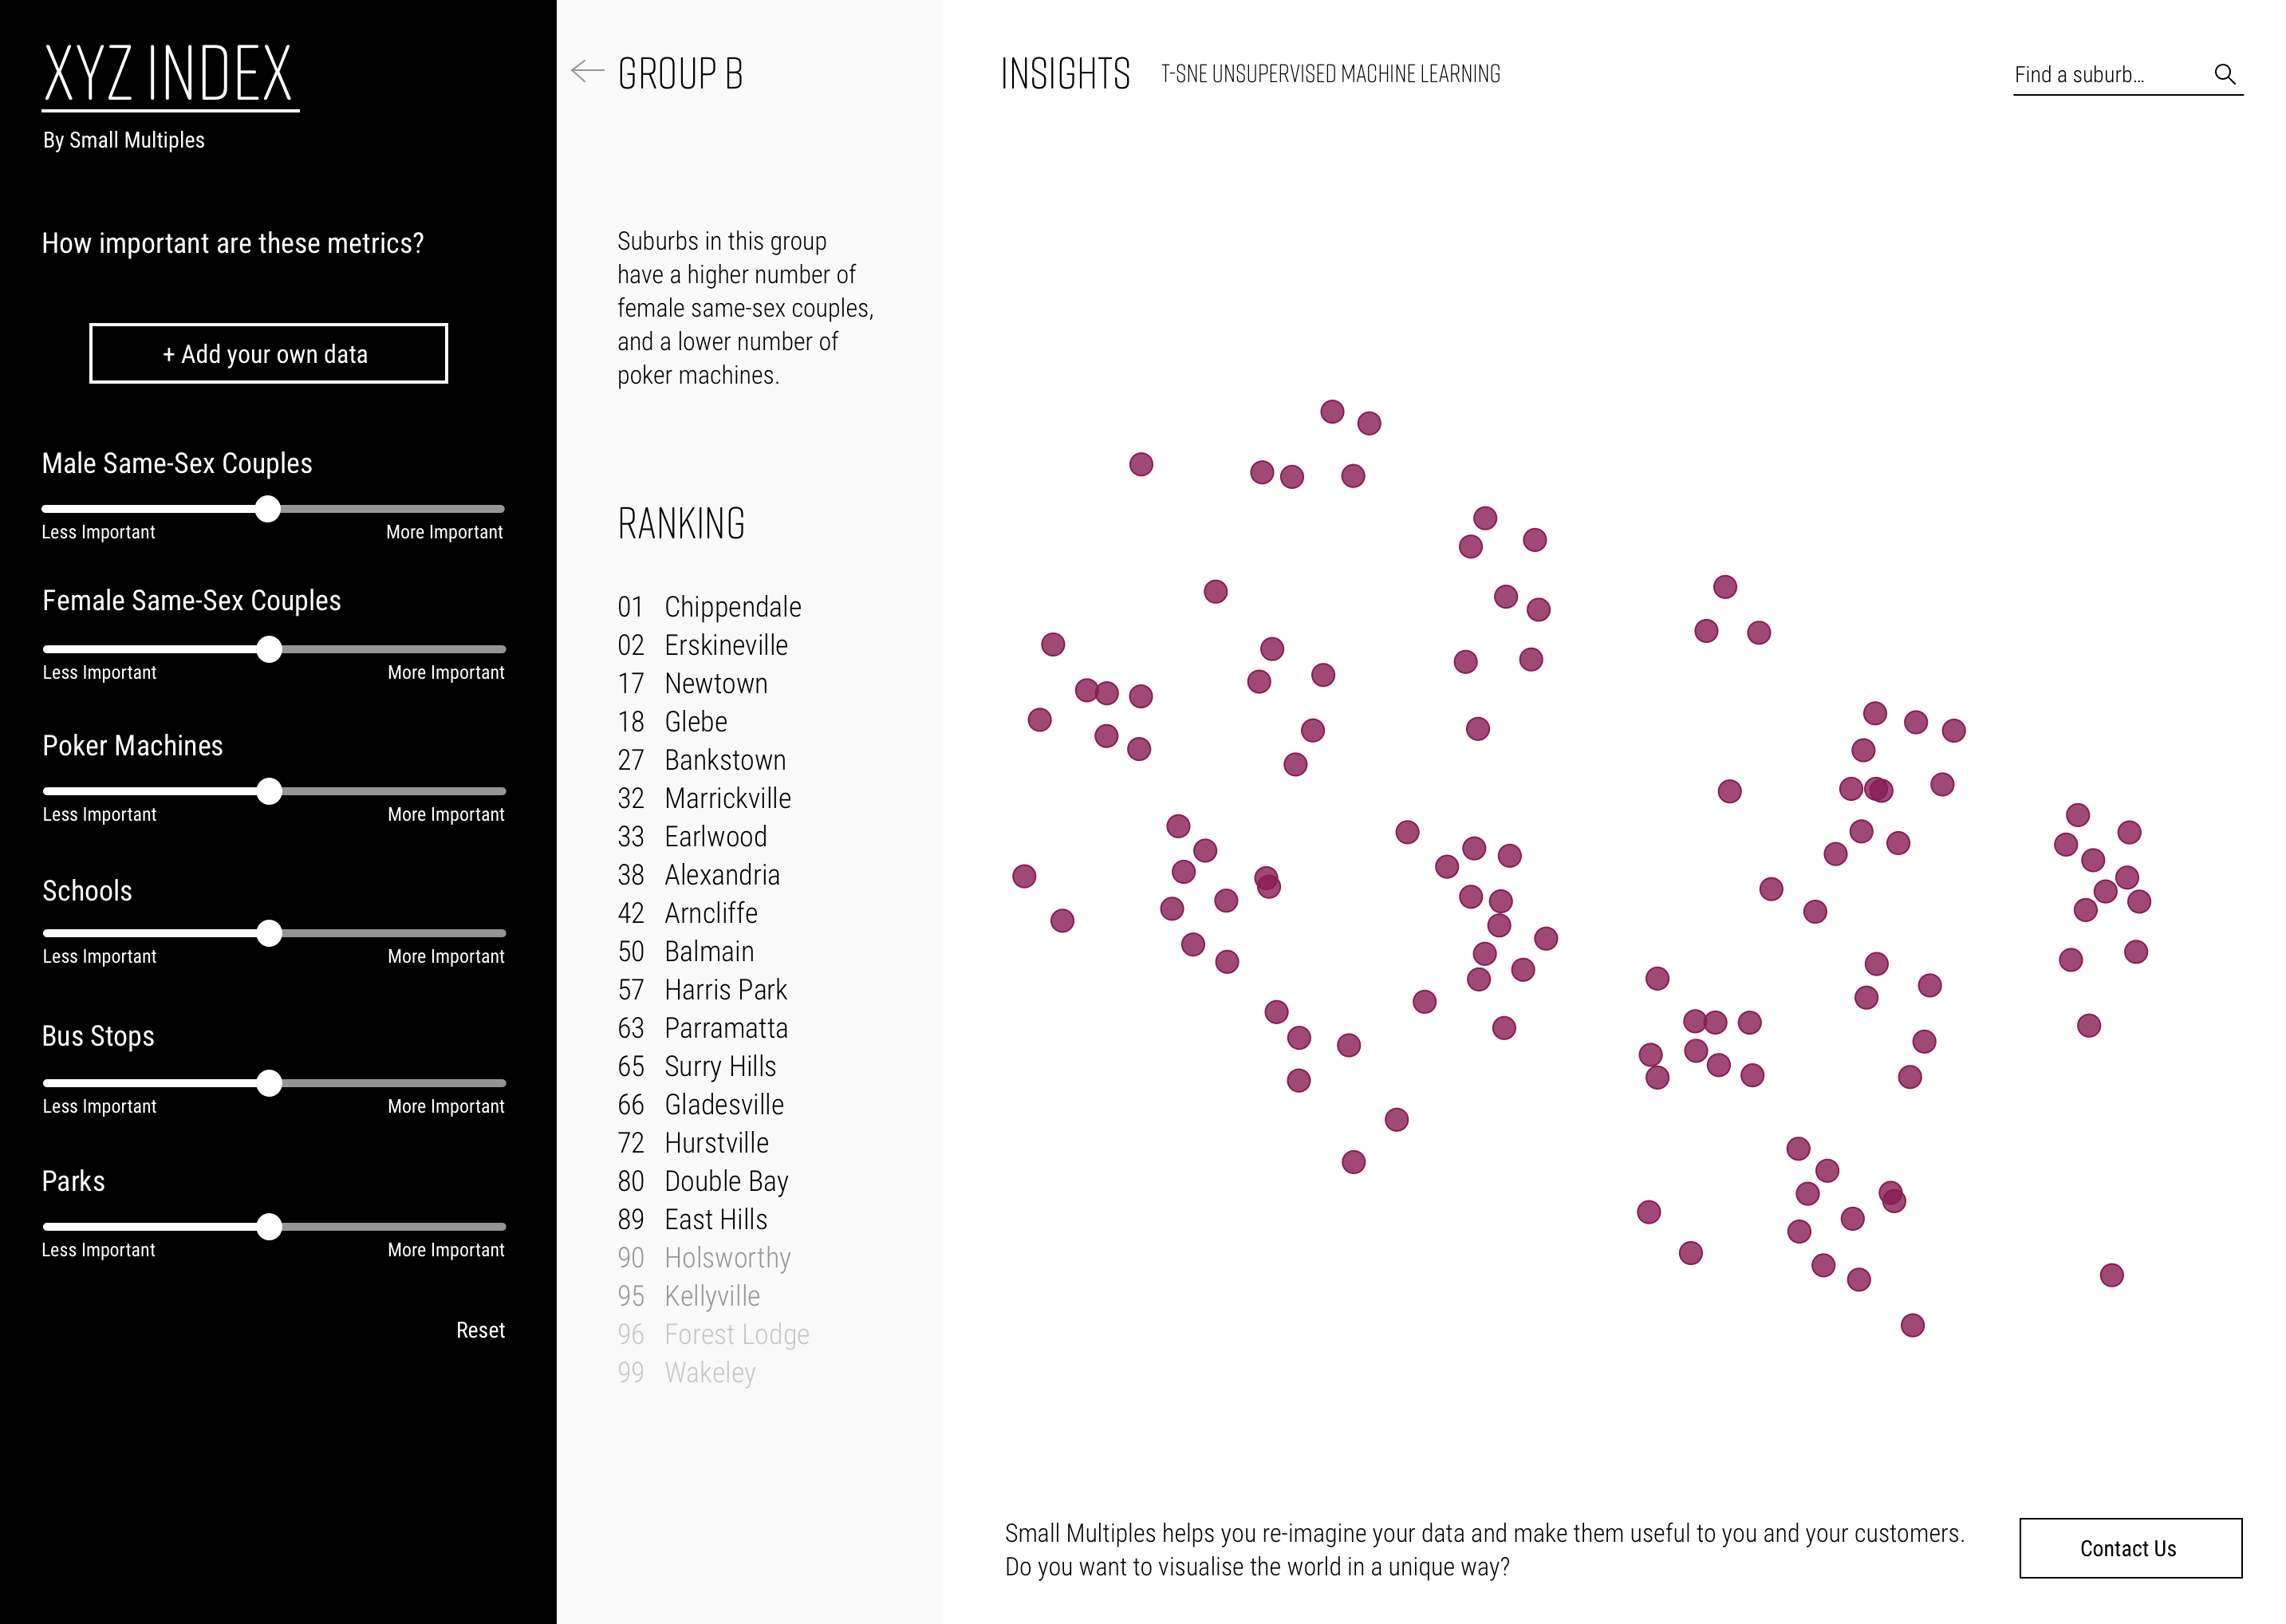 XYZ INDEX
By Small Multiples
How important are these metrics?
+ Add your own data
Male Same-Sex Couples
Less Important More Important
Female Same-Sex Couples
Less Important More Important
Poker Machines
Less Important More Important
Schools
Less Important More Important
Bus Stops
Less Important More Important
Parks
Less Important More Important
Reset
GROUP B
Suburbs in this group
have a higher number of
female same-sex couples,
and a lower number of
poker machines.
RANKING
01 Chippendale
02 Erskineville
17 Newtown
18 Glebe
27 Bankstown
32 Marrickville
33 Earlwood
38 Alexandria
42 Arncliffe
50 Balmain
57 Harris Park
63 Parramatta
65 Surry Hills
66 Gladesville
72 Hurstville
80 Double Bay
89 East Hills
90 Holsworthy
95 Kellyville
96 Forest Lodge
99 Wakeley
INSIGHTS T-SNE UNSUPERVISED MACHINE LEARNING
Find a suburb...
Small Multiples helps you re-imagine your data and make them useful to you and your customers.
Do you want to visualise the world in a unique way?
Contact Us